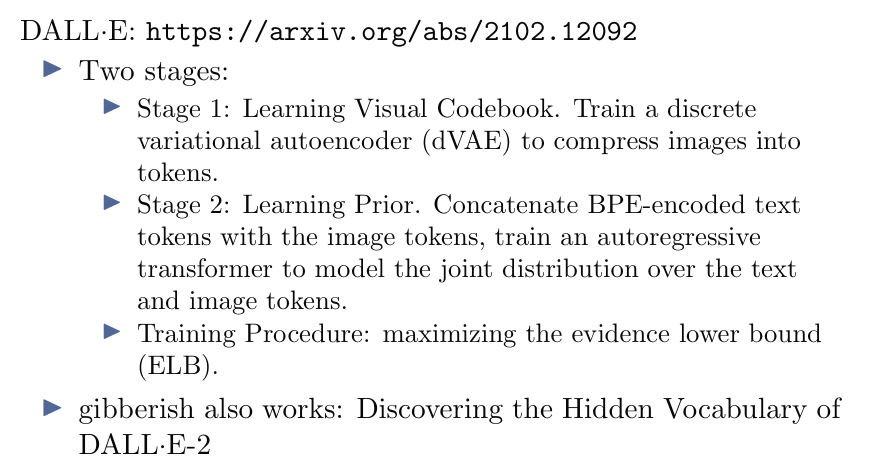 DALL·E: https://arxiv.org/abs/2102.12092
▶ Two stages:
▶ Stage 1: Learning Visual Codebook. Train a discrete
variational autoencoder (dVAE) to compress images into
tokens.
▶ Stage 2: Learning Prior. Concatenate BPE-encoded text
tokens with the image tokens, train an autoregressive
transformer to model the joint distribution over the text
and image tokens.
▶ Training Procedure: maximizing the evidence lower bound
(ELB).
▶ gibberish also works: Discovering the Hidden Vocabulary of
DALL·E-2